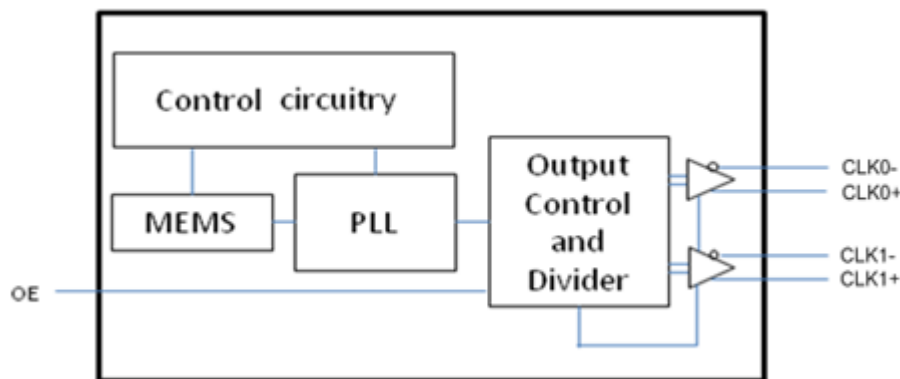 Control circuitry
MEMS
PLL
Output
Control
and
Divider
CLK0-
CLK0+
CLK1-
CLK1+
OE